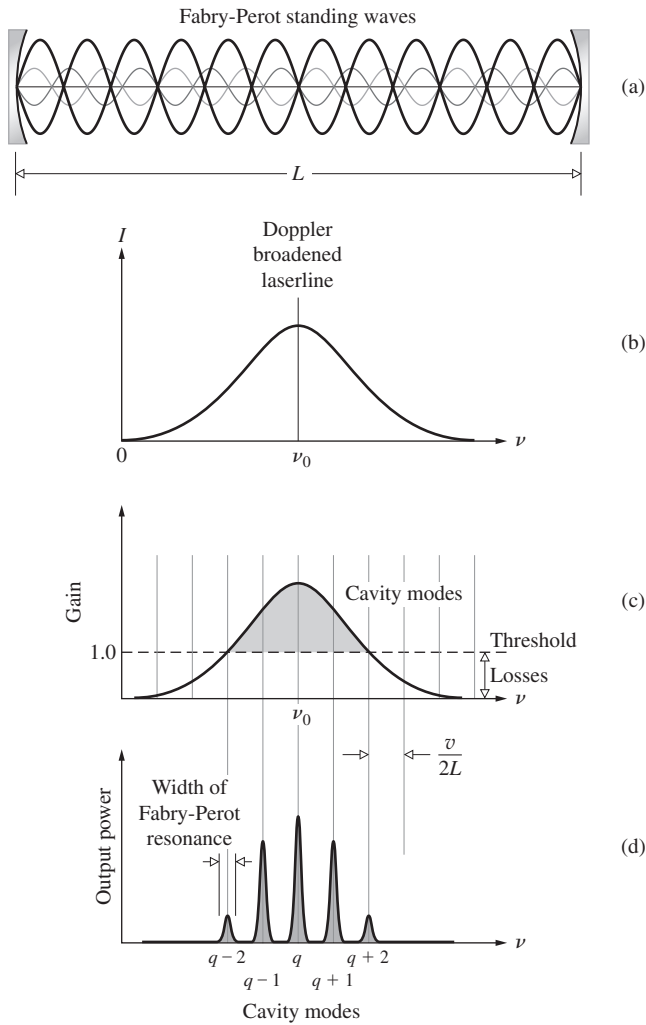 Fabry-Perot standing waves
(a)
L
I
Doppler
broadened
laserline
(b)
0
ν0
ν
Gain
Cavity modes
(c)
1.0
Threshold
Losses
ν
ν0
v
2L
Output power
Width of
Fabry-Perot
resonance
(d)
ν
q − 2
q
q + 2
q − 1
q + 1
Cavity modes